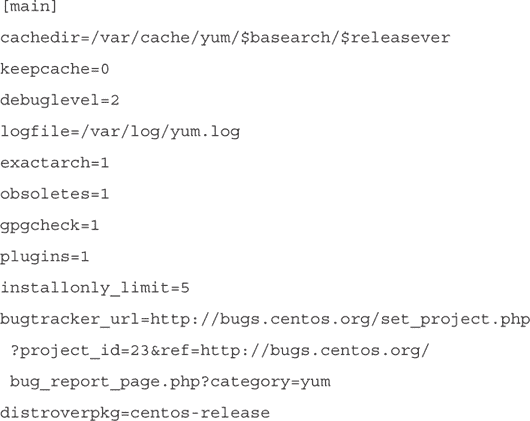 [main]
cachedir=/var/cache/yum/$basearch/$releasever
keepcache=0
debuglevel=2
logfile=/var/log/yum.log
exactarch=1
obsoletes=1
gpgcheck=1
plugins=1
installonly_limit=5
bugtracker_url=http://bugs.centos.org/set_project.php
?project_id=23&ref=http://bugs.centos.org/
bug_report_page.php?category=yum
distroverpkg=centos-release